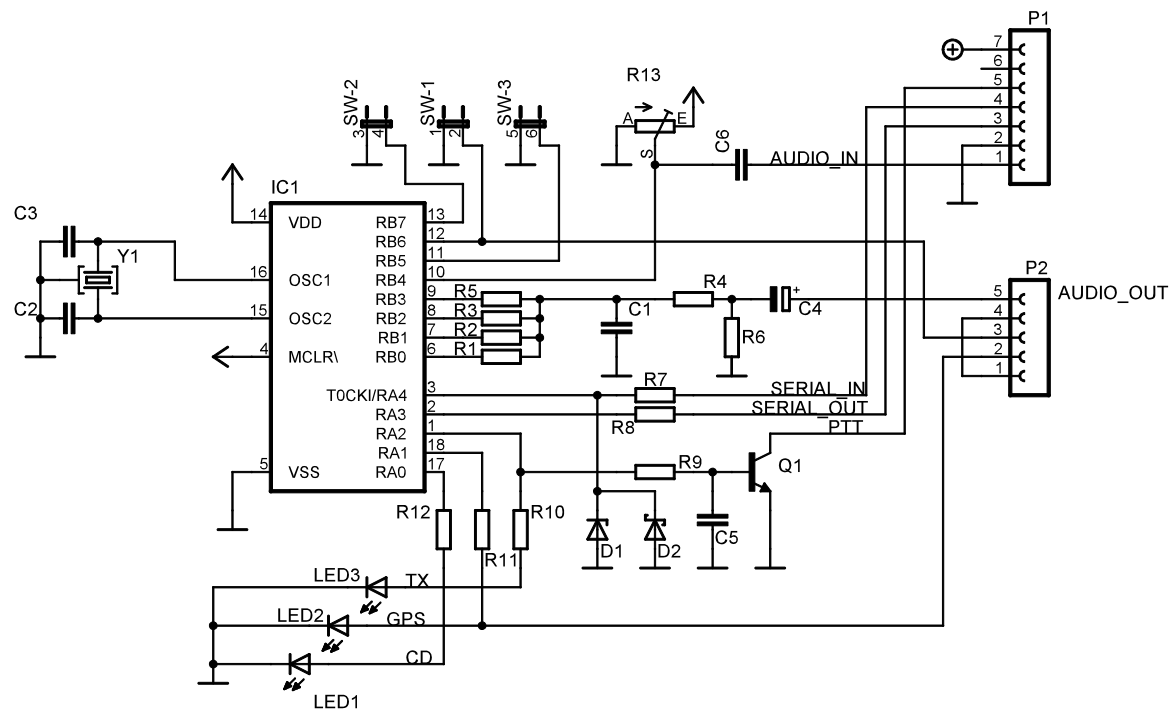 P1
7
6
5
4
3
2
1
R13
A
E
S
C6
AUDIO_IN
SW-2
3
4
SW-1
1
2
SW-3
5
6
IC1
14 VDD RB7 13
RB6 12
RB5 11
16 OSC1 RB4 10
RB3 9
15 OSC2 RB2 8
RB1 7
4 MCLR\ RB0 6
T0CKI/RA4 3
RA3 2
RA2 1
RA1 18
5 VSS RA0 17
C3
Y1
C2
R5
R3
R2
R1
C1
R4
R6
+
C4
P2
5
4
3
2
1
AUDIO_OUT
R7
SERIAL_IN
R8
SERIAL_OUT
PTT
R9
Q1
R12
R11
R10
D1
D2
C5
LED3
TX
LED2
GPS
CD
LED1